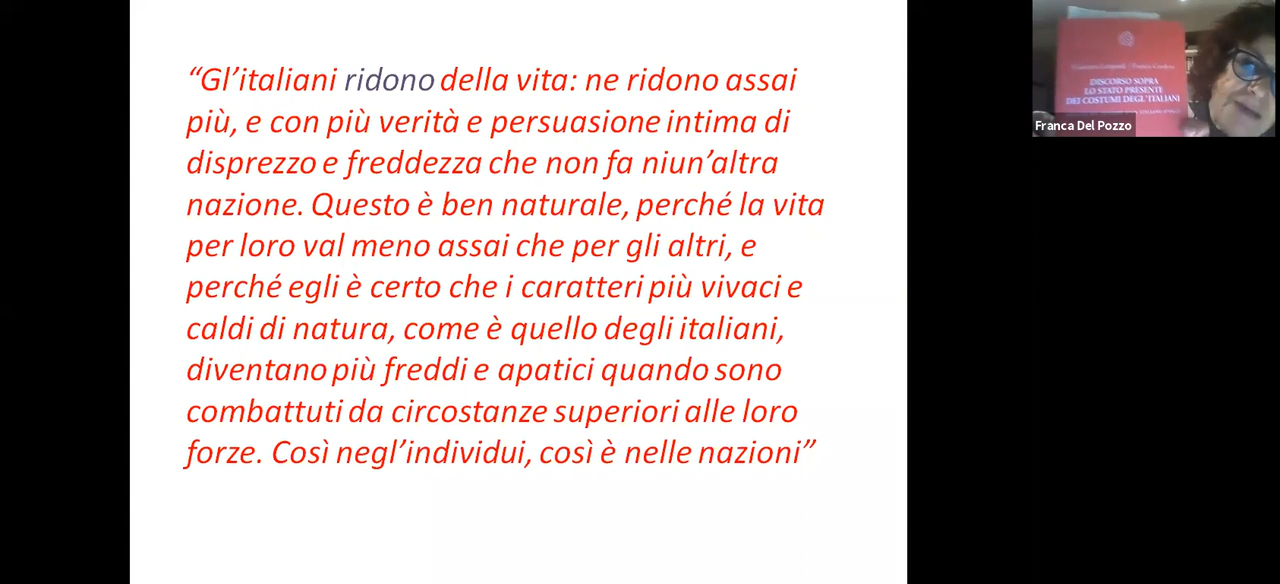 “Gl’italiani ridono della vita: ne ridono assai
più, e con più verità e persuasione intima di
disprezzo e freddezza che non fa niun’altra
nazione. Questo è ben naturale, perché la vita
per loro val meno assai che per gli altri, e
perché egli è certo che i caratteri più vivaci e
caldi di natura, come è quello degli italiani,
diventano più freddi e apatici quando sono
combattuti da circostanze superiori alle loro
forze. Così negl’individui, così è nelle nazioni”
DISCORSO SOPRA
LO STATO PRESENTE
DEI COSTUMI DEGL'ITALIANI
Franca Del Pozzo